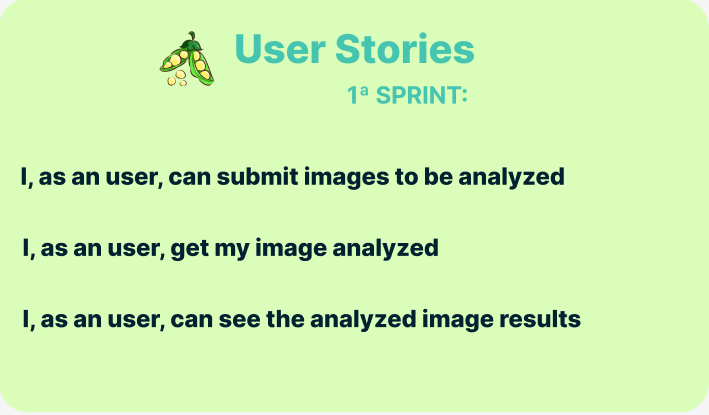 User Stories
1ª SPRINT:
I, as an user, can submit images to be analyzed
I, as an user, get my image analyzed
I, as an user, can see the analyzed image results